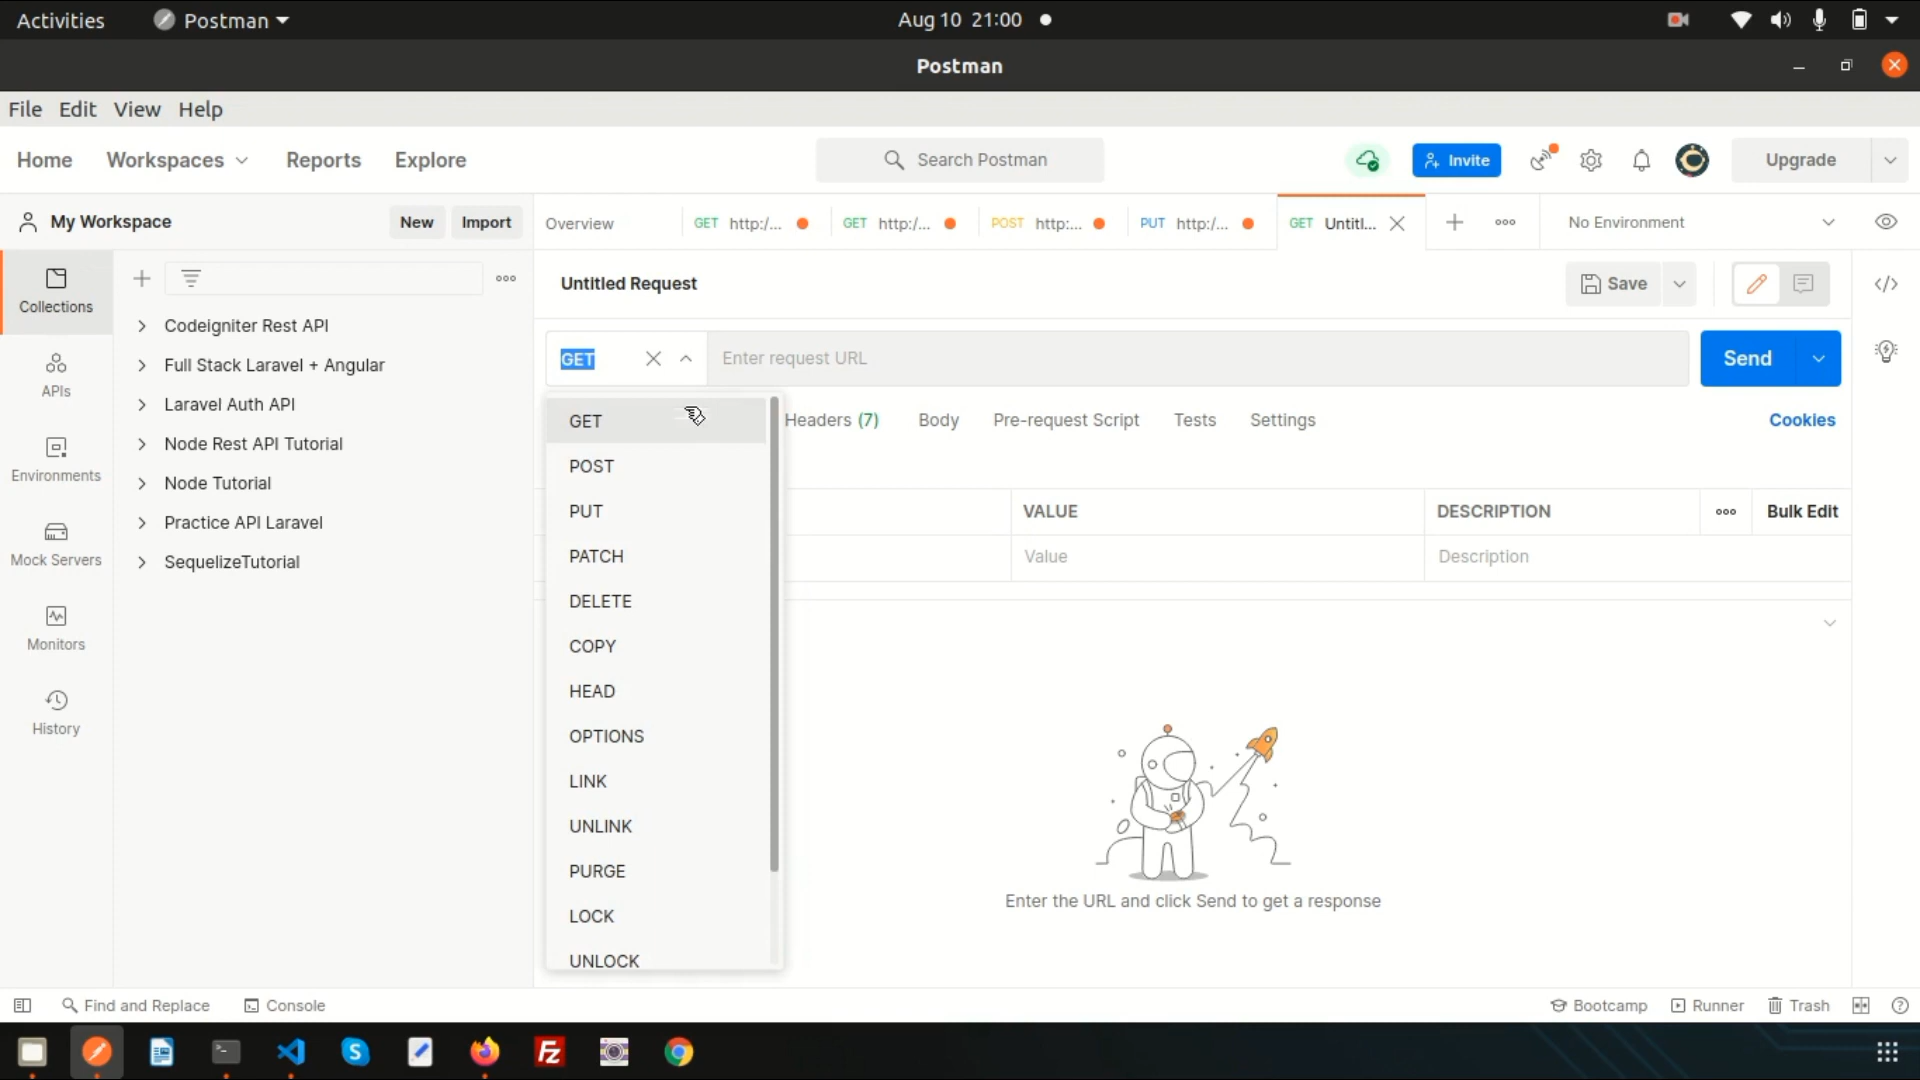 Activities
Postman
Aug 10 21:00
Postman
File Edit View Help
Home Workspaces Reports Explore
Search Postman
Invite
Upgrade
My Workspace
New Import
Overview
GET http:/...
GET http:/...
POST http:...
PUT http:/...
GET Untitl...
No Environment
Collections
APIs
Environments
Mock Servers
Monitors
History
Codeigniter Rest API
Full Stack Laravel + Angular
Laravel Auth API
Node Rest API Tutorial
Node Tutorial
Practice API Laravel
SequelizeTutorial
Untitled Request
Save
GET
Enter request URL
Send
Headers (7) Body Pre-request Script Tests Settings
Cookies
VALUE DESCRIPTION Bulk Edit
Value Description
GET
POST
PUT
PATCH
DELETE
COPY
HEAD
OPTIONS
LINK
UNLINK
PURGE
LOCK
UNLOCK
Enter the URL and click Send to get a response
Find and Replace Console
Bootcamp Runner Trash